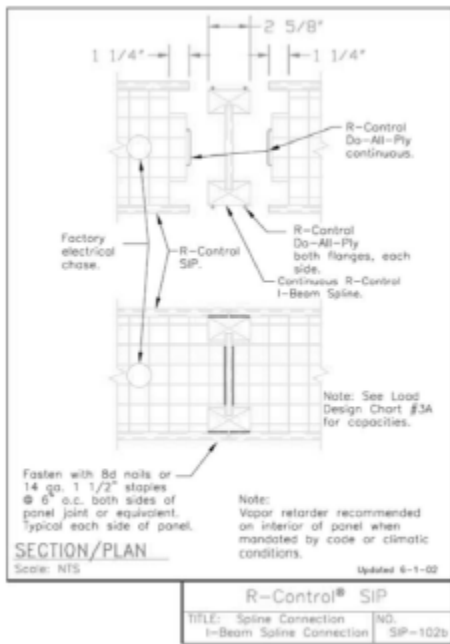 2 5/8"
1 1/4"
1 1/4"
R-Control
Do-All-Ply
continuous.
Factory
electrical
chase.
R-Control
SIP.
R-Control
Do-All-Ply
both flanges, each
side.
Continuous R-Control
I-Beam Spline.
Note: See Load
Design Chart #3A
for capacities.
Fasten with 8d nails or
14 ga. 1 1/2" staples
@ 6" o.c. both sides of
panel joint or equivalent.
Typical each side of panel.
Note:
Vapor retarder recommended
on interior of panel when
mandated by code or climatic
conditions.
SECTION/PLAN
Scale: NTS
Updated 6-1-02
R-Control® SIP
TITLE: Spline Connection
I-Beam Spline Connection
NO.
SIP-102b